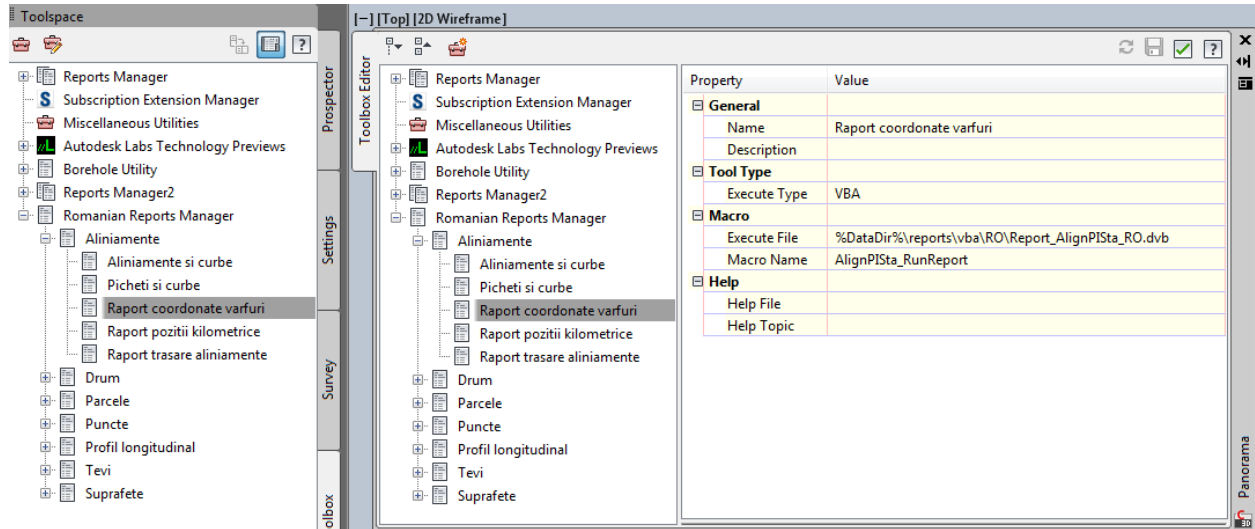 Toolspace
Reports Manager
Subscription Extension Manager
Miscellaneous Utilities
Autodesk Labs Technology Previews
Borehole Utility
Reports Manager2
Romanian Reports Manager
Aliniamente
Aliniamente si curbe
Picheti si curbe
Raport coordonate varfuri
Raport pozitii kilometrice
Raport trasare aliniamente
Drum
Parcele
Puncte
Profil longitudinal
Tevi
Suprafete
Prospector
Settings
Survey
olbox
[−] [Top] [2D Wireframe]
Toolbox Editor
Reports Manager
Subscription Extension Manager
Miscellaneous Utilities
Autodesk Labs Technology Previews
Borehole Utility
Reports Manager2
Romanian Reports Manager
Aliniamente
Aliniamente si curbe
Picheti si curbe
Raport coordonate varfuri
Raport pozitii kilometrice
Raport trasare aliniamente
Drum
Parcele
Puncte
Profil longitudinal
Tevi
Suprafete
Property Value
General
Name Raport coordonate varfuri
Description
Tool Type
Execute Type VBA
Macro
Execute File %DataDir%\reports\vba\RO\Report_AlignPISta_RO.dvb
Macro Name AlignPISta_RunReport
Help
Help File
Help Topic
Panorama